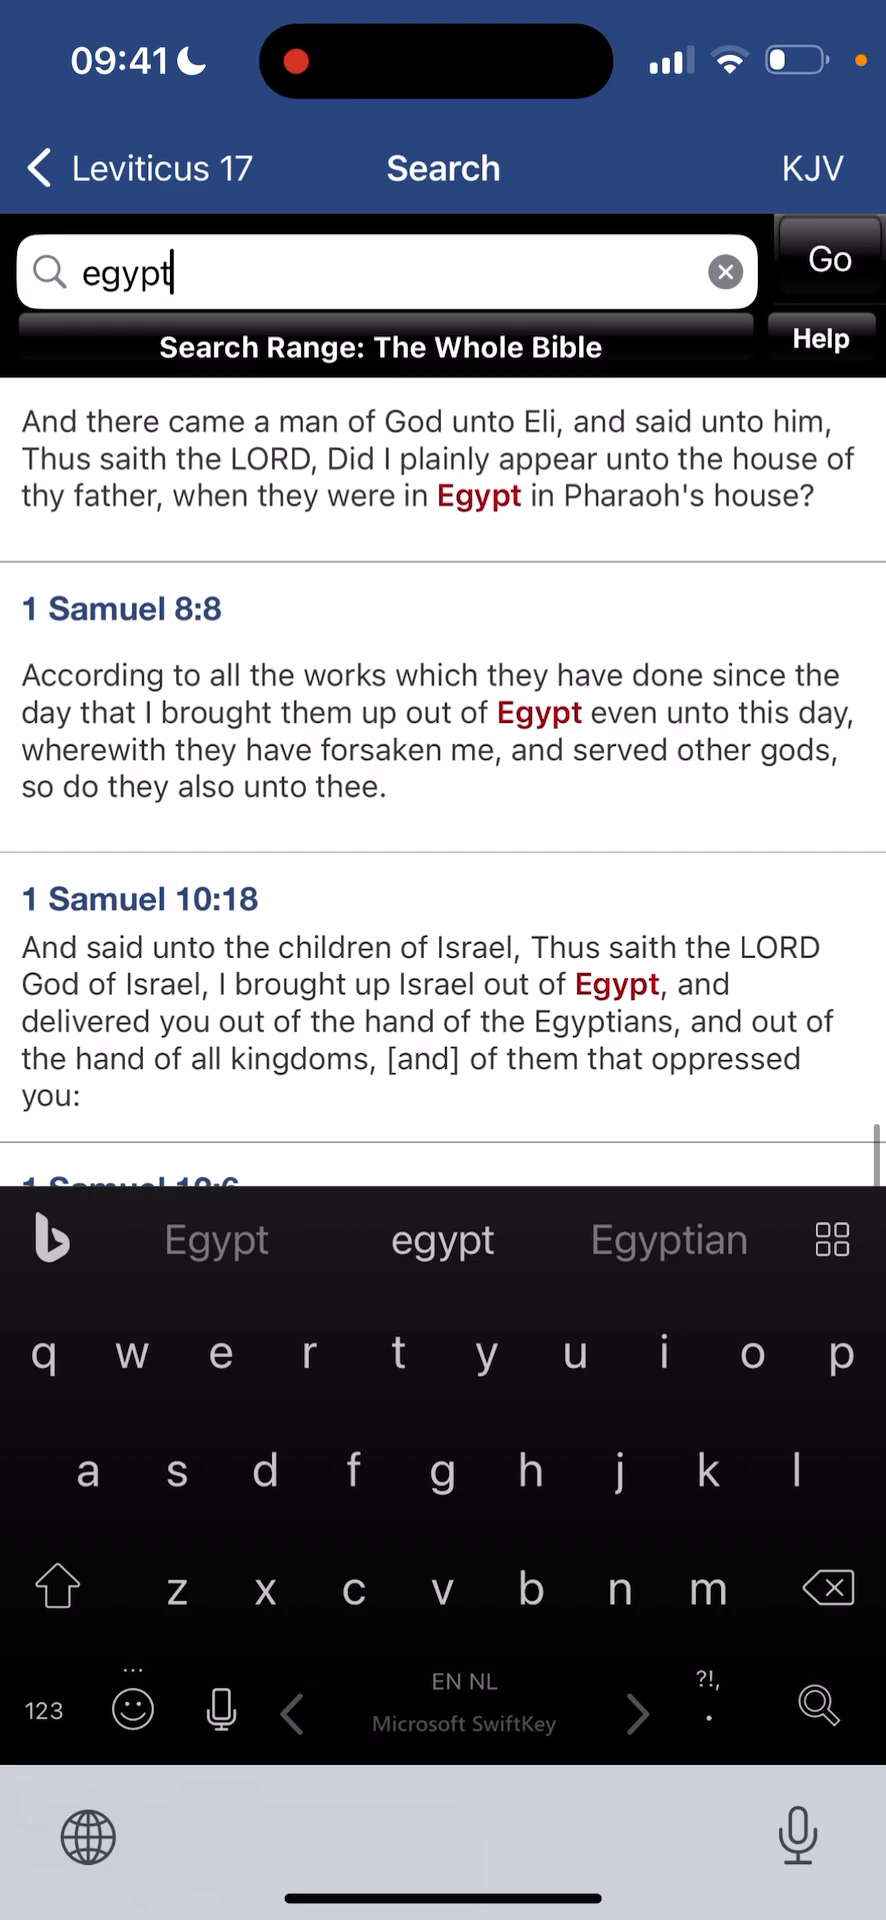 09:41
Leviticus 17
Search
KJV
egypt
Go
Search Range: The Whole Bible
Help
And there came a man of God unto Eli, and said unto him,
Thus saith the LORD, Did I plainly appear unto the house of
thy father, when they were in Egypt in Pharaoh's house?
1 Samuel 8:8
According to all the works which they have done since the
day that I brought them up out of Egypt even unto this day,
wherewith they have forsaken me, and served other gods,
so do they also unto thee.
1 Samuel 10:18
And said unto the children of Israel, Thus saith the LORD
God of Israel, I brought up Israel out of Egypt, and
delivered you out of the hand of the Egyptians, and out of
the hand of all kingdoms, [and] of them that oppressed
you:
Egypt egypt Egyptian
q w e r t y u i o p
a s d f g h j k l
z x c v b n m
123
EN NL
Microsoft SwiftKey
?!,
.